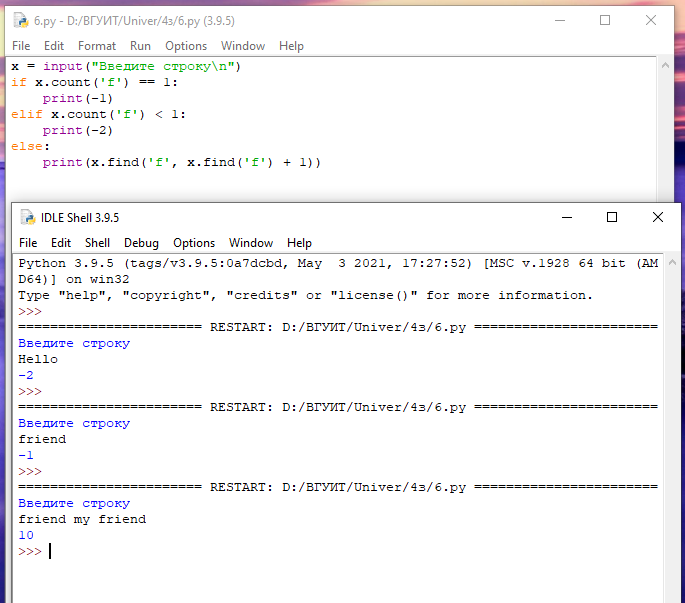 6.py - D:/ВГУИТ/Univer/4з/6.py (3.9.5)
File Edit Format Run Options Window Help
x = input("Введите строку\n")
if x.count('f') == 1:
    print(-1)
elif x.count('f') < 1:
    print(-2)
else:
    print(x.find('f', x.find('f') + 1))
IDLE Shell 3.9.5
File Edit Shell Debug Options Window Help
Python 3.9.5 (tags/v3.9.5:0a7dcbd, May  3 2021, 17:27:52) [MSC v.1928 64 bit (AM
D64)] on win32
Type "help", "copyright", "credits" or "license()" for more information.
>>>
======================= RESTART: D:/ВГУИТ/Univer/4з/6.py =======================
Введите строку
Hello
-2
>>>
======================= RESTART: D:/ВГУИТ/Univer/4з/6.py =======================
Введите строку
friend
-1
>>>
======================= RESTART: D:/ВГУИТ/Univer/4з/6.py =======================
Введите строку
friend my friend
10
>>>